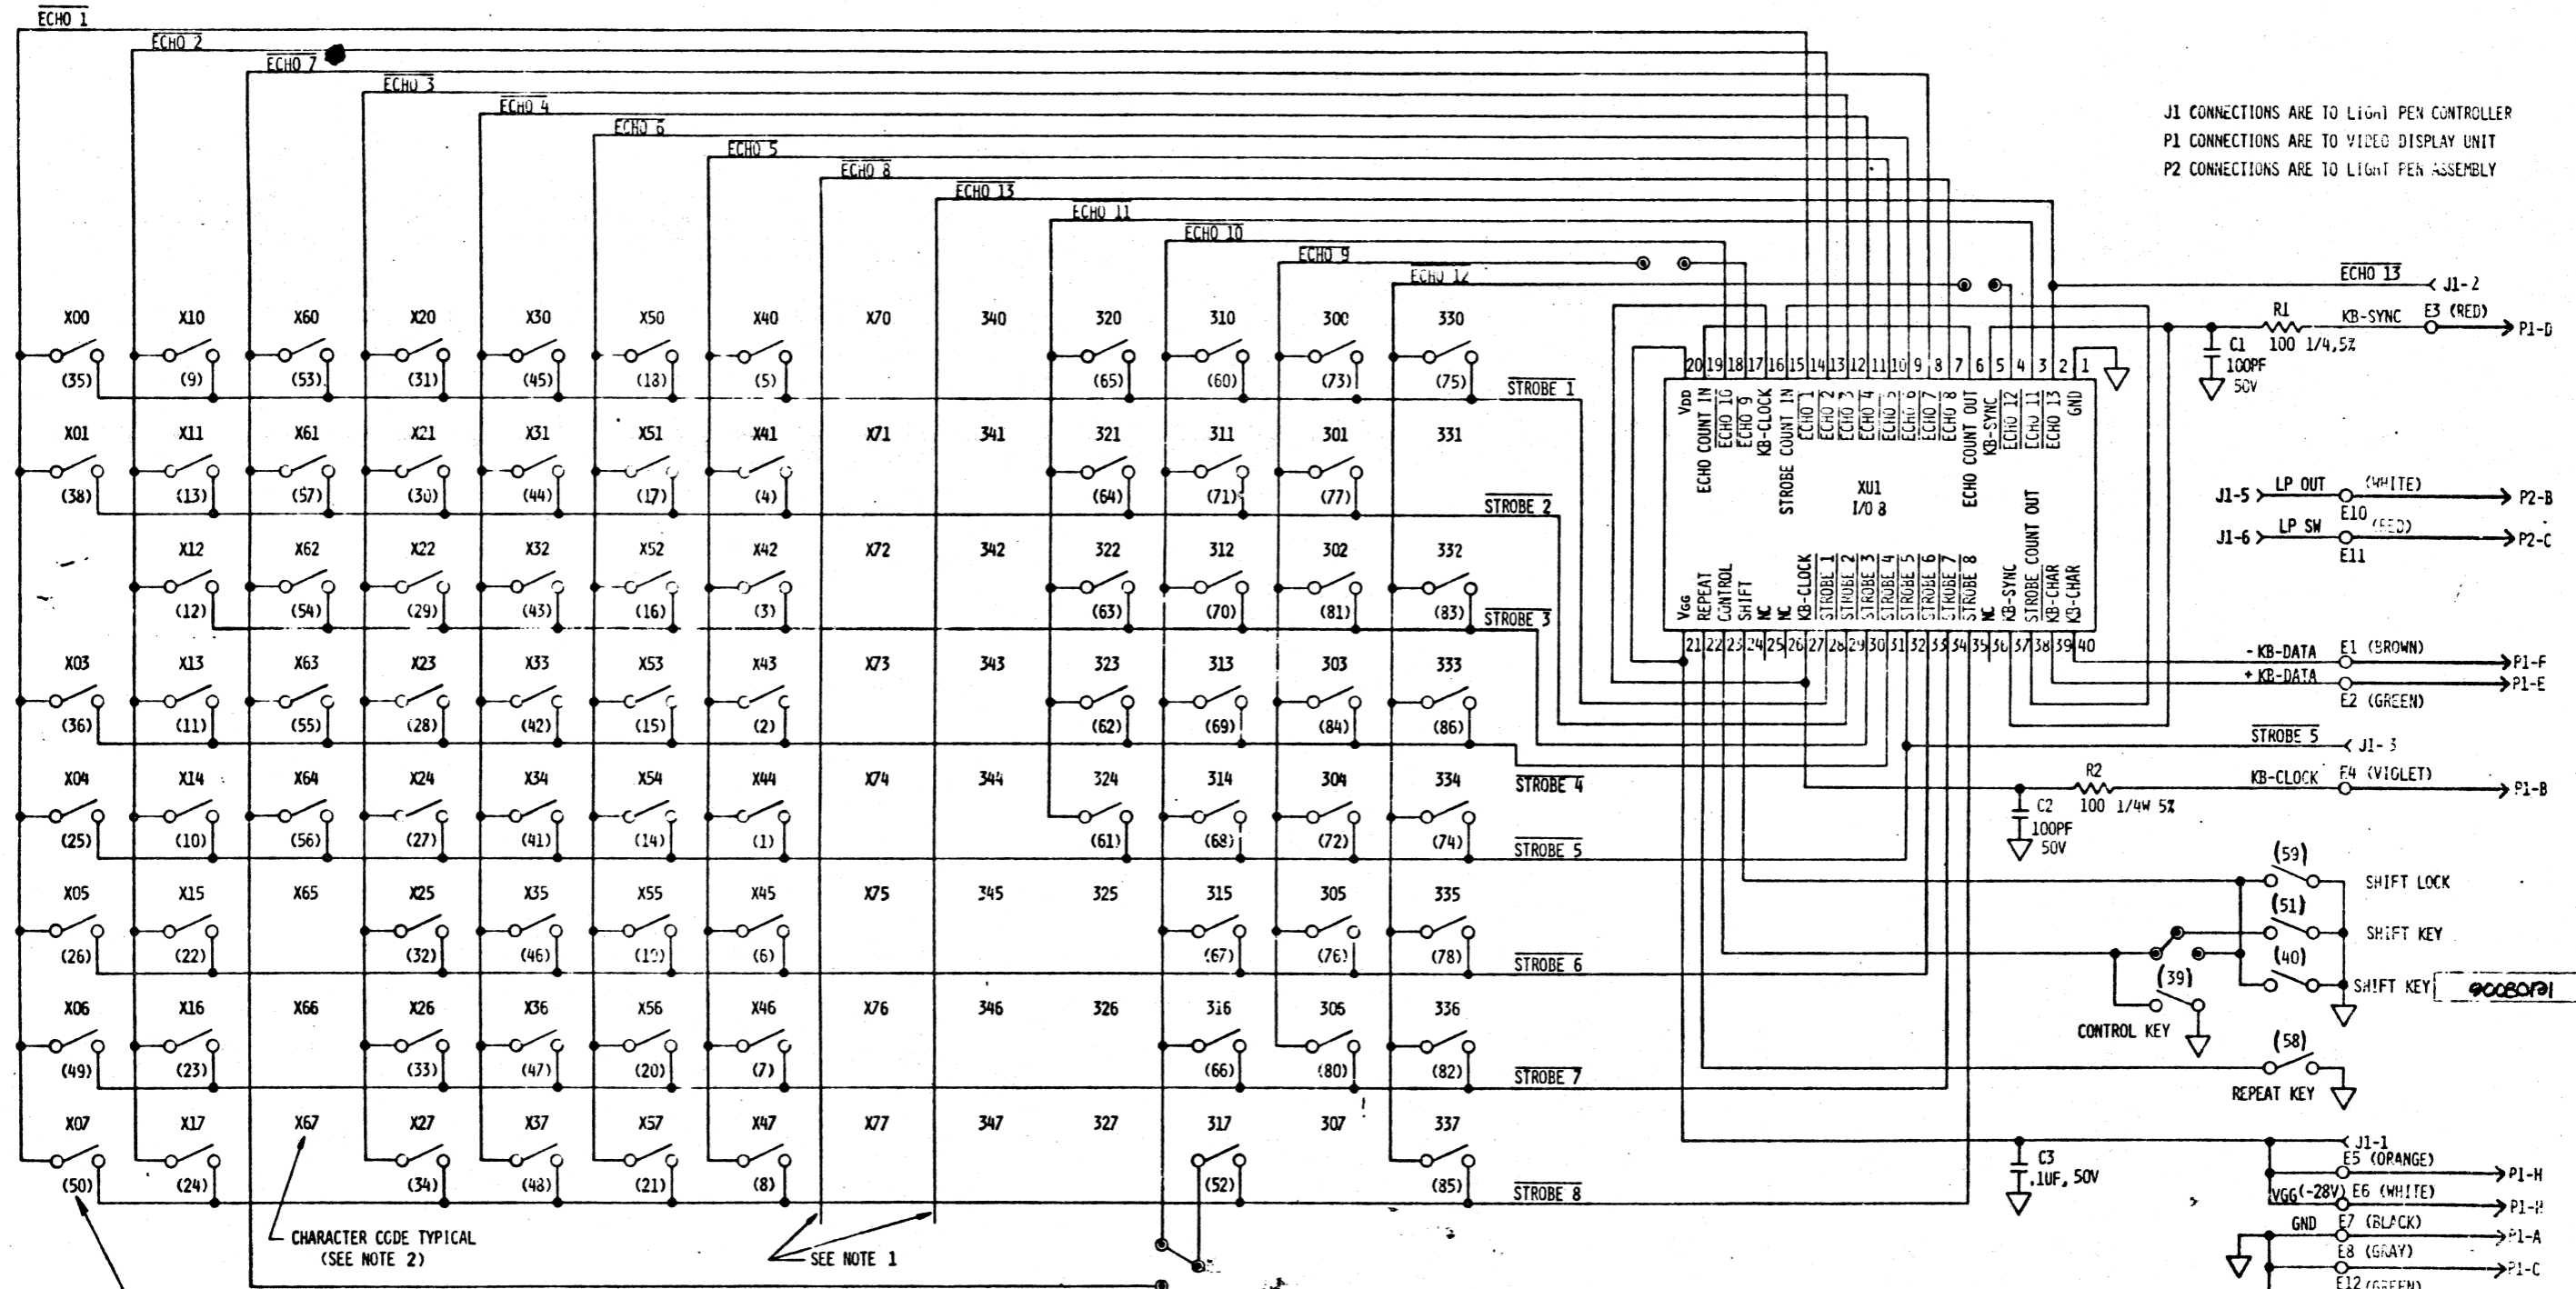 ECHO 1
ECHO 2
ECHO 7
ECHO 3
ECHO 4
ECHO 6
ECHO 5
ECHO 8
ECHO 13
ECHO 11
ECHO 10
ECHO 9
ECHO 12
J1 CONNECTIONS ARE TO LIGHT PEN CONTROLLER
P1 CONNECTIONS ARE TO VIDEO DISPLAY UNIT
P2 CONNECTIONS ARE TO LIGHT PEN ASSEMBLY
X00 X10 X60 X20 X30 X50 X40 X70 340 320 310 300 330
(35) (9) (53) (31) (45) (18) (5) (65) (60) (73) (75)
STROBE 1
X01 X11 X61 X21 X31 X51 X41 X71 341 321 311 301 331
(38) (13) (57) (30) (44) (17) (4) (64) (71) (77)
STROBE 2
X12 X62 X22 X32 X52 X42 X72 342 322 312 302 332
(12) (54) (29) (43) (16) (3) (63) (70) (81) (83)
STROBE 3
X03 X13 X63 X23 X33 X53 X43 X73 343 323 313 303 333
(36) (11) (55) (28) (42) (15) (2) (62) (69) (84) (86)
STROBE 4
X04 X14 X64 X24 X34 X54 X44 X74 344 324 314 304 334
(25) (10) (56) (27) (41) (14) (1) (61) (68) (72) (74)
STROBE 5
X05 X15 X65 X25 X35 X55 X45 X75 345 325 315 305 335
(26) (22) (32) (46) (19) (6) (67) (76) (78)
STROBE 6
X06 X16 X66 X26 X36 X56 X46 X76 346 326 316 306 336
(49) (23) (33) (47) (20) (7) (66) (80) (82)
STROBE 7
X07 X17 X67 X27 X37 X57 X47 X77 347 327 317 307 337
(50) (24) (34) (48) (21) (8) (52) (85)
STROBE 8
CHARACTER CODE TYPICAL
(SEE NOTE 2)
SEE NOTE 1
20 19 18 17 16 15 14 13 12 11 10 9 8 7 6 5 4 3 2 1
VDD
ECHO COUNT IN
ECHO 10
ECHO 9
KB-CLOCK
STROBE COUNT IN
ECHO 1
ECHO 2
ECHO 3
ECHO 4
ECHO 5
ECHO 6
ECHO 7
ECHO 8
ECHO COUNT OUT
KB-SYNC
ECHO 12
ECHO 11
ECHO 13
GND
XU1
I/O 8
VGG
REPEAT
CONTROL
SHIFT
NC
NC
KB-CLOCK
STROBE 1
STROBE 2
STROBE 3
STROBE 4
STROBE 5
STROBE 6
STROBE 7
STROBE 8
NC
KB-SYNC
STROBE COUNT OUT
KB-CHAR
KB-CHAR
21 22 23 24 25 26 27 28 29 30 31 32 33 34 35 36 37 38 39 40
ECHO 13
J1-2
R1
100 1/4,5%
KB-SYNC
E3 (RED)
P1-D
C1
100PF
50V
J1-5
LP OUT
(WHITE)
E10
P2-B
J1-6
LP SW
(RED)
E11
P2-C
- KB-DATA
E1 (BROWN)
P1-F
+ KB-DATA
E2 (GREEN)
P1-E
STROBE 5
J1-3
R2
100 1/4W 5%
KB-CLOCK
E4 (VIOLET)
P1-B
C2
100PF
50V
(59)
SHIFT LOCK
(51)
SHIFT KEY
(40)
SHIFT KEY
(39)
CONTROL KEY
(58)
REPEAT KEY
C3
.1UF, 50V
J1-1
E5 (ORANGE)
P1-H
VGG (-28V)
E6 (WHITE)
GND
E7 (BLACK)
P1-A
E8 (GRAY)
P1-C
E12 (GREEN)